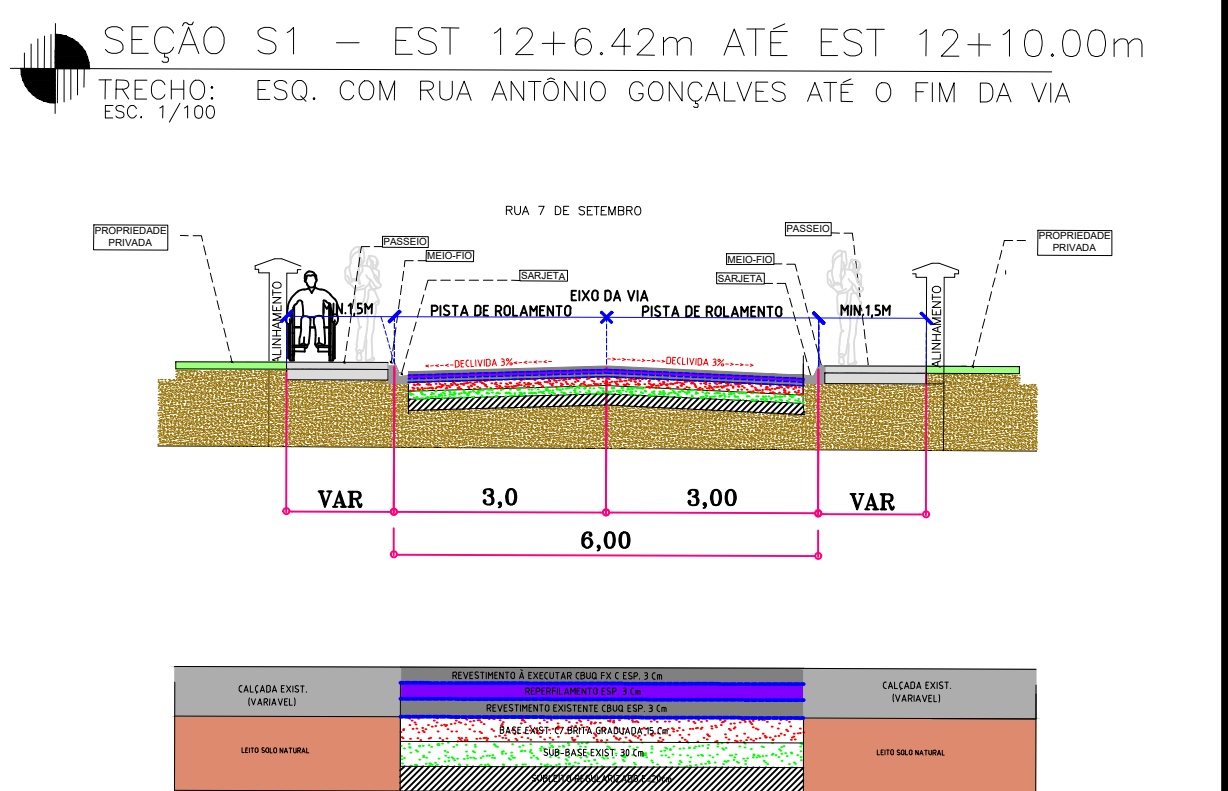 SEÇÃO S1 – EST 12+6.42m ATÉ EST 12+10.00m
TRECHO: ESQ. COM RUA ANTÔNIO GONÇALVES ATÉ O FIM DA VIA
ESC. 1/100
RUA 7 DE SETEMBRO
PROPRIEDADE
PRIVADA
PASSEIO
MEIO-FIO
SARJETA
PASSEIO
MEIO-FIO
SARJETA
PROPRIEDADE
PRIVADA
EIXO DA VIA
ALINHAMENTO
MIN.1,5M
PISTA DE ROLAMENTO
PISTA DE ROLAMENTO
MIN.1,5M
ALINHAMENTO
DECLIVIDA 3%
DECLIVIDA 3%
VAR
3,0
3,00
VAR
6,00
REVESTIMENTO À EXECUTAR CBUQ FX C ESP. 3 Cm
REPERFILAMENTO ESP. 3 Cm
REVESTIMENTO EXISTENTE CBUQ ESP. 3 Cm
BASE EXIST. C/ BRITA GRADUADA 15 Cm
SUB-BASE EXIST. 30 Cm
SUBLEITO REGULARIZADO E=20cm
CALÇADA EXIST.
(VARIAVEL)
CALÇADA EXIST.
(VARIAVEL)
LEITO SOLO NATURAL
LEITO SOLO NATURAL